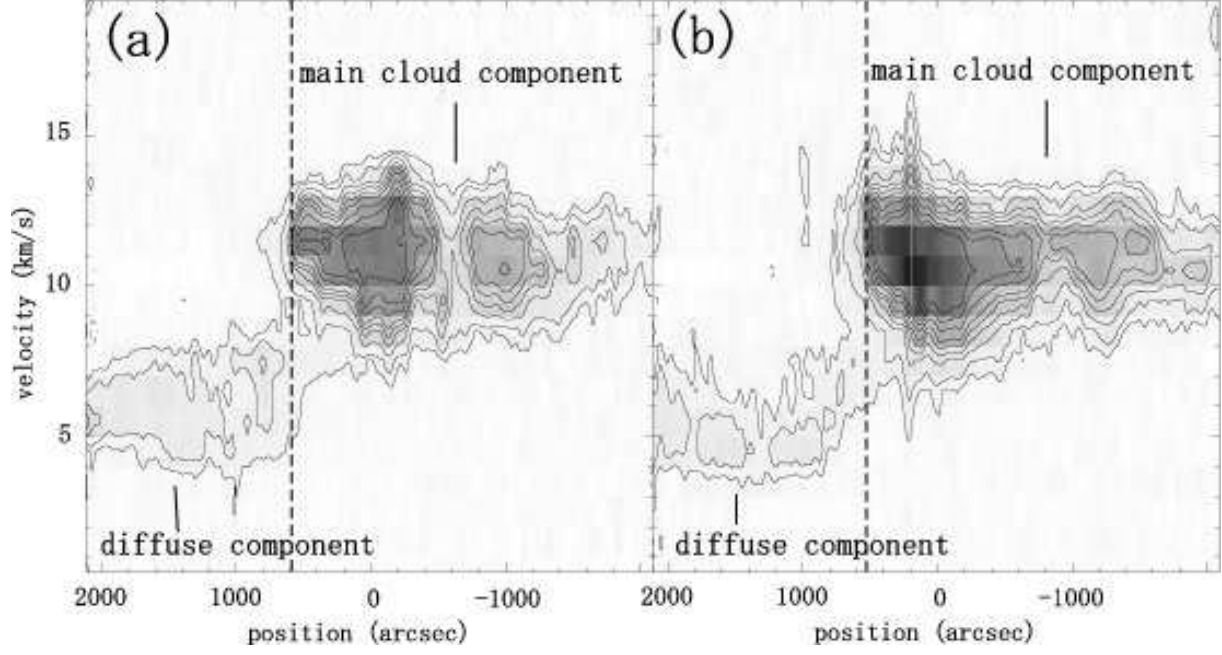 (a)
main cloud component
(b)
main cloud component
15
10
5
velocity (km/s)
diffuse component
diffuse component
2000 1000 0 -1000
2000 1000 0 -1000
position (arcsec)
position (arcsec)